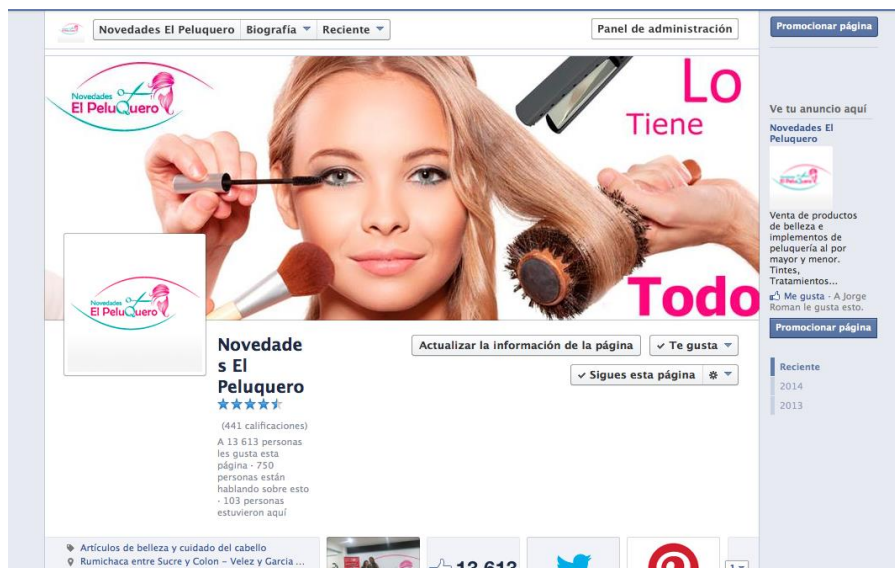 Novedades El Peluquero Biografía Reciente
Panel de administración
Promocionar página
Novedades
El PeluQuero
Lo
Tiene
Todo
Novedades
El PeluQuero
Novedade
s El
Peluquero
(441 calificaciones)
A 13 613 personas
les gusta esta
página · 750
personas están
hablando sobre esto
· 103 personas
estuvieron aquí
Actualizar la información de la página
✓ Te gusta
✓ Sigues esta página
Artículos de belleza y cuidado del cabello
Rumichaca entre Sucre y Colon – Velez y Garcia ...
13 613
1
Ve tu anuncio aquí
Novedades El
Peluquero
Venta de productos
de belleza e
implementos de
peluquería al por
mayor y menor.
Tintes,
Tratamientos...
Me gusta · A Jorge
Roman le gusta esto.
Promocionar página
Reciente
2014
2013